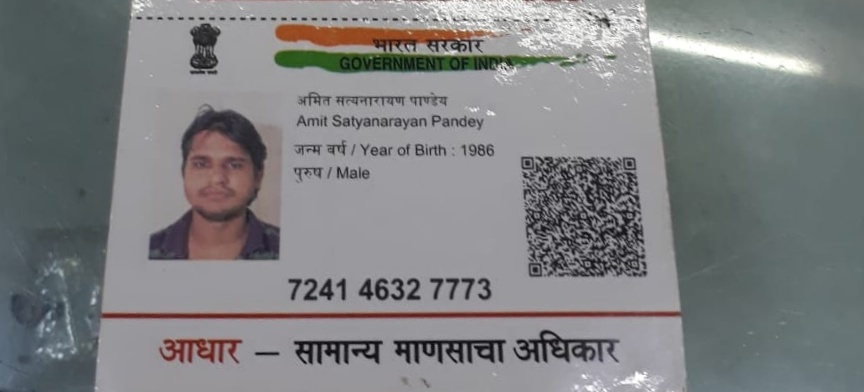 भारत सरकार
GOVERNMENT OF INDIA
अमित सत्यनारायण पाण्डेय
Amit Satyanarayan Pandey
जन्म वर्ष / Year of Birth : 1986
पुरुष / Male
7241 4632 7773
आधार — सामान्य माणसाचा अधिकार